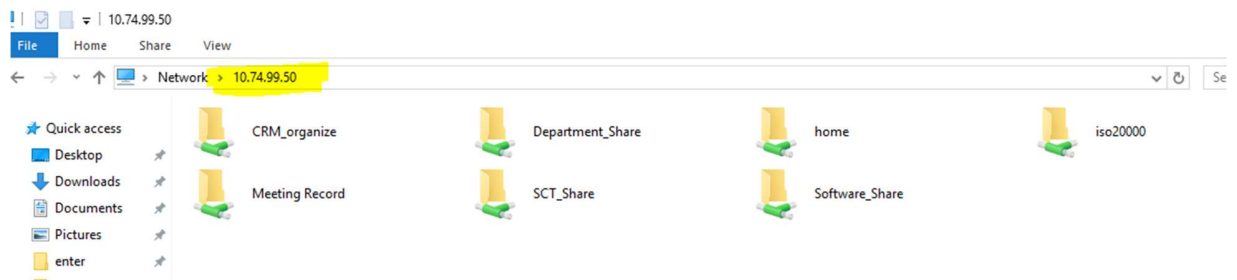 10.74.99.50
File Home Share View
Network > 10.74.99.50 Se
Quick access
Desktop
Downloads
Documents
Pictures
enter
CRM_organize Department_Share home iso20000
Meeting Record SCT_Share Software_Share